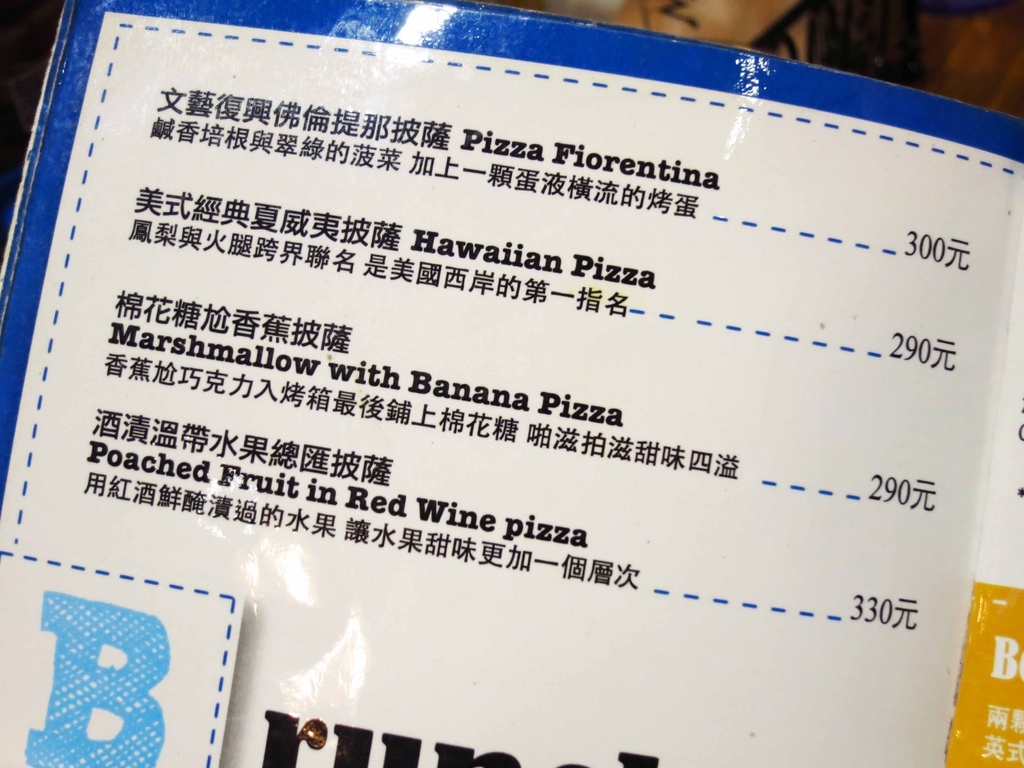 文藝復興佛倫提那披薩 Pizza Fiorentina
鹹香培根與翠綠的菠菜 加上一顆蛋液橫流的烤蛋
300元
美式經典夏威夷披薩 Hawaiian Pizza
鳳梨與火腿跨界聯名 是美國西岸的第一指名
290元
棉花糖尬香蕉披薩
Marshmallow with Banana Pizza
香蕉尬巧克力入烤箱最後鋪上棉花糖 啪滋拍滋甜味四溢
290元
酒漬溫帶水果總匯披薩
Poached Fruit in Red Wine pizza
用紅酒鮮醃漬過的水果 讓水果甜味更加一個層次
330元
B
兩
英式